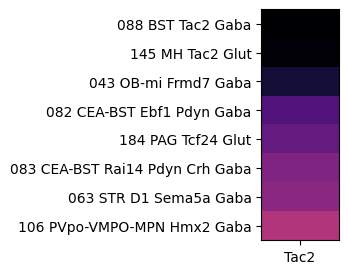 088 BST Tac2 Gaba
145 MH Tac2 Glut
043 OB-mi Frmd7 Gaba
082 CEA-BST Ebf1 Pdyn Gaba
184 PAG Tcf24 Glut
083 CEA-BST Rai14 Pdyn Crh Gaba
063 STR D1 Sema5a Gaba
106 PVpo-VMPO-MPN Hmx2 Gaba
Tac2